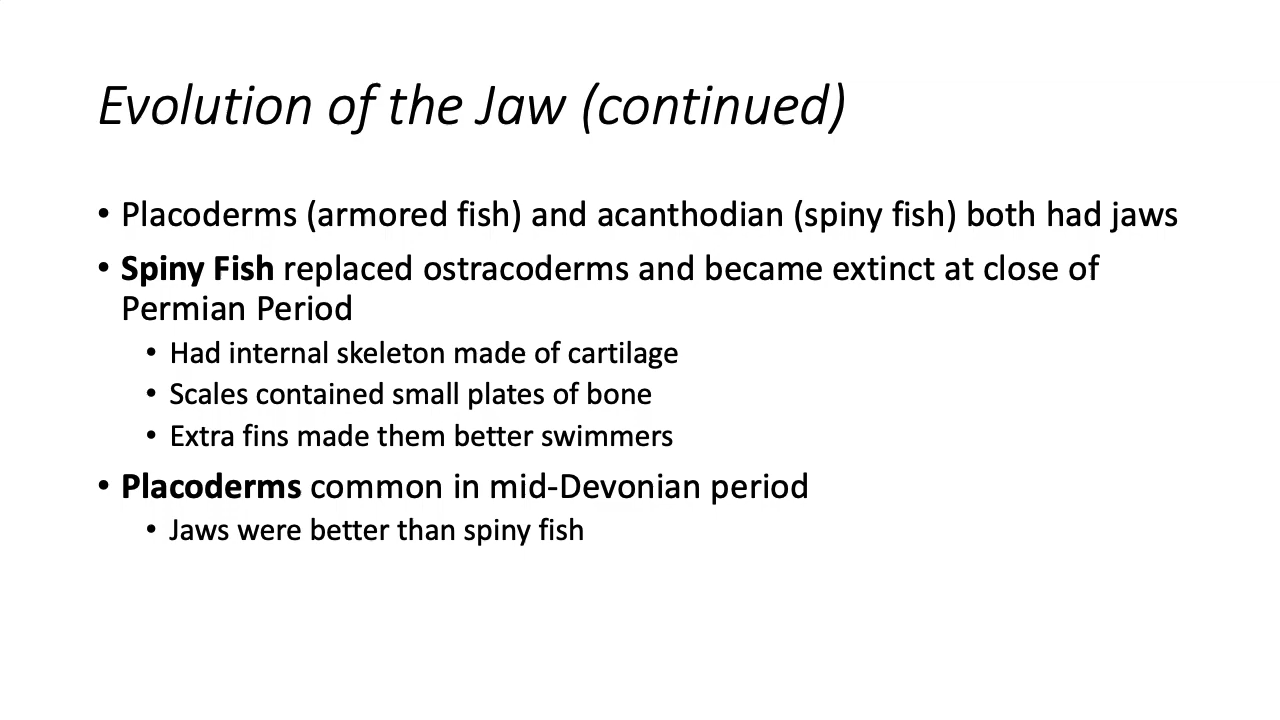 Evolution of the Jaw (continued)
• Placoderms (armored fish) and acanthodian (spiny fish) both had jaws
• Spiny Fish replaced ostracoderms and became extinct at close of
Permian Period
• Had internal skeleton made of cartilage
• Scales contained small plates of bone
• Extra fins made them better swimmers
• Placoderms common in mid-Devonian period
• Jaws were better than spiny fish